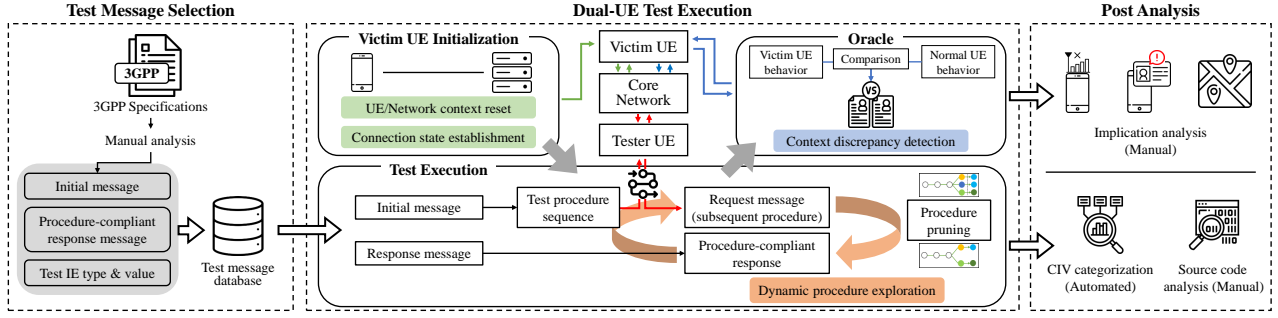 Test Message Selection
3GPP
3GPP Specifications
Manual analysis
Initial message
Procedure-compliant
response message
Test IE type & value
Test message
database
Dual-UE Test Execution
Victim UE Initialization
UE/Network context reset
Connection state establishment
Victim UE
Core
Network
Tester UE
Oracle
Victim UE
behavior
Comparison
Normal UE
behavior
VS
Context discrepancy detection
Test Execution
Initial message
Response message
Test procedure
sequence
Request message
(subsequent procedure)
Procedure-compliant
response
Procedure
pruning
Dynamic procedure exploration
Post Analysis
Implication analysis
(Manual)
CIV categorization
(Automated)
Source code
analysis (Manual)